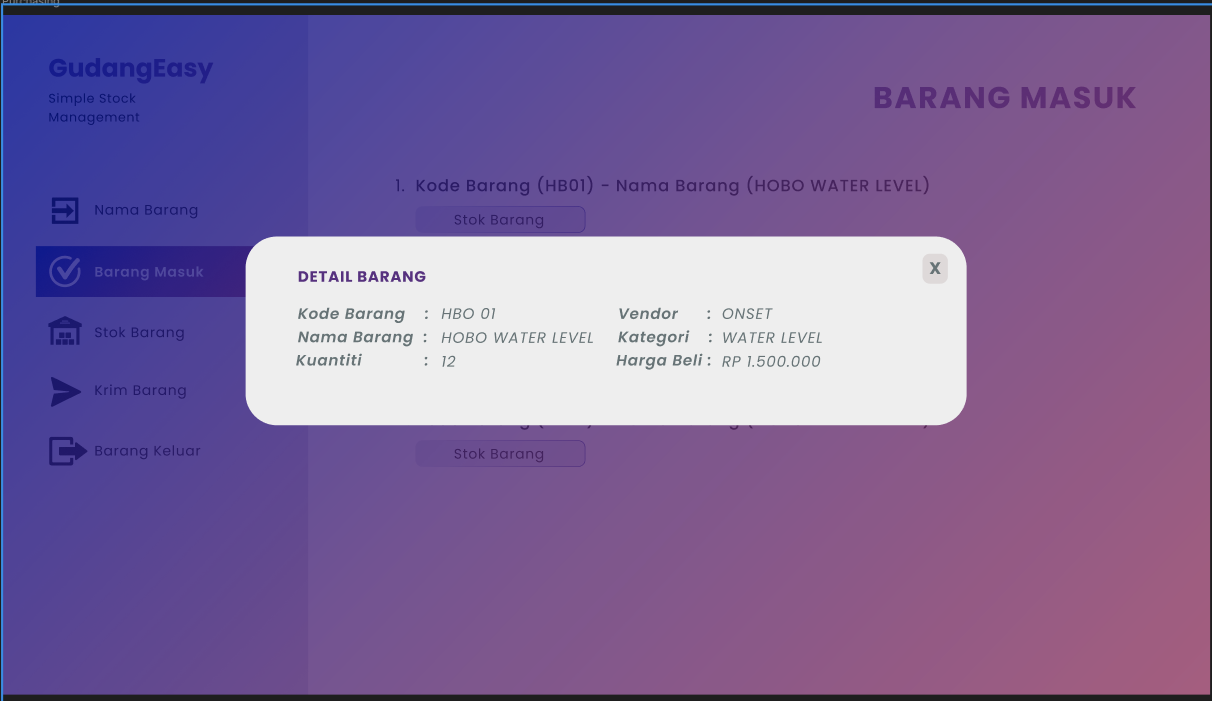 Purchasing
GudangEasy
Simple Stock
Management
BARANG MASUK
1. Kode Barang (HB01) - Nama Barang (HOBO WATER LEVEL)
Stok Barang
Nama Barang
Barang Masuk
Stok Barang
Krim Barang
Barang Keluar
DETAIL BARANG
X
Kode Barang : HBO 01
Vendor : ONSET
Nama Barang : HOBO WATER LEVEL
Kategori : WATER LEVEL
Kuantiti : 12
Harga Beli : RP 1.500.000
Stok Barang